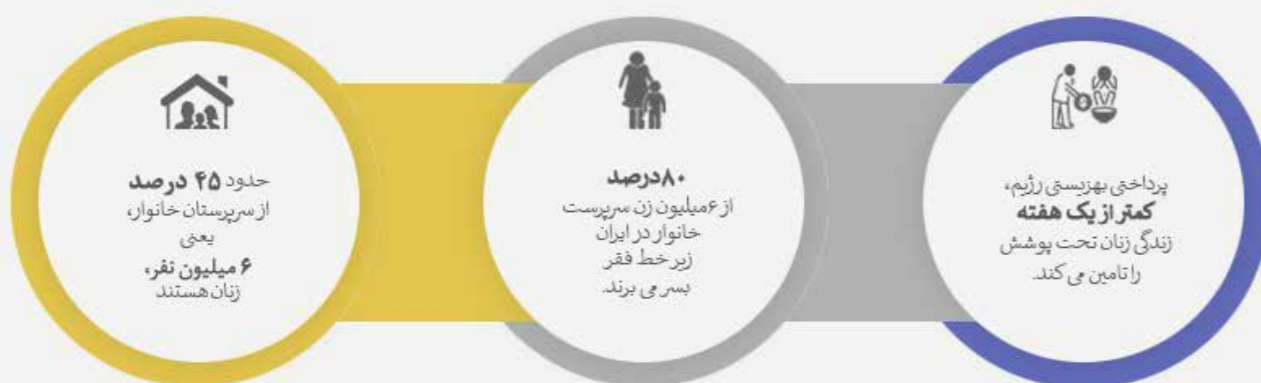 پرداختی بهزیستی رژیم،
کمتر از یک هفته
زندگی زنان تحت پوشش
را تامین می کند.
۸۰درصد
از ۶میلیون زن سرپرست
خانوار در ایران
زیر خط فقر
بسر می برند.
حدود ۴۵ درصد
از سرپرستان خانوار،
یعنی
۶ میلیون نفر،
زنان هستند